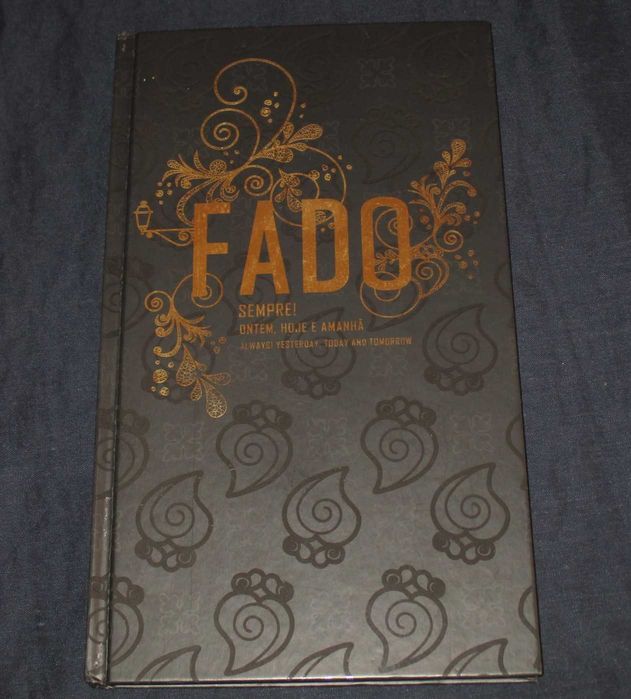 FADO
SEMPRE!
ONTEM, HOJE E AMANHÃ
ALWAYS! YESTERDAY, TODAY AND TOMORROW